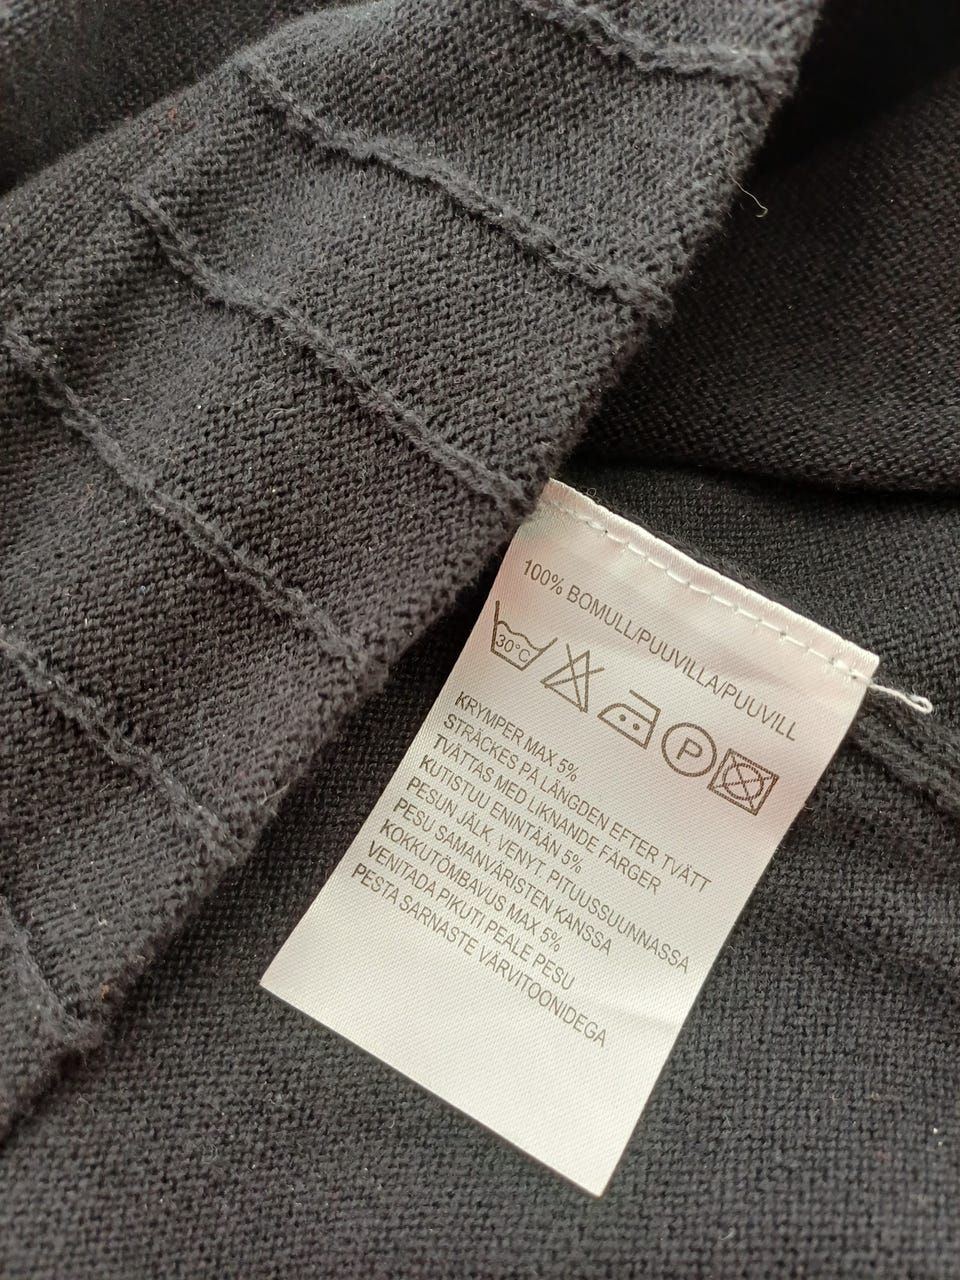 100% BOMULL/PUUVILLA/PUUVILL
30°C P
KRYMPER MAX 5%
STRÄCKES PÅ LÄNGDEN EFTER TVÄTT
TVÄTTAS MED LIKNANDE FÄRGER
KUTISTUU ENINTÄÄN 5%
PESUN JÄLK. VENYT. PITUUSSUUNNASSA
PESU SAMANVÄRISTEN KANSSA
KOKKUTÕMBAVUS MAX 5%
VENITADA PIKUTI PEALE PESU
PESTA SARNASTE VÄRVITOONIDEGA